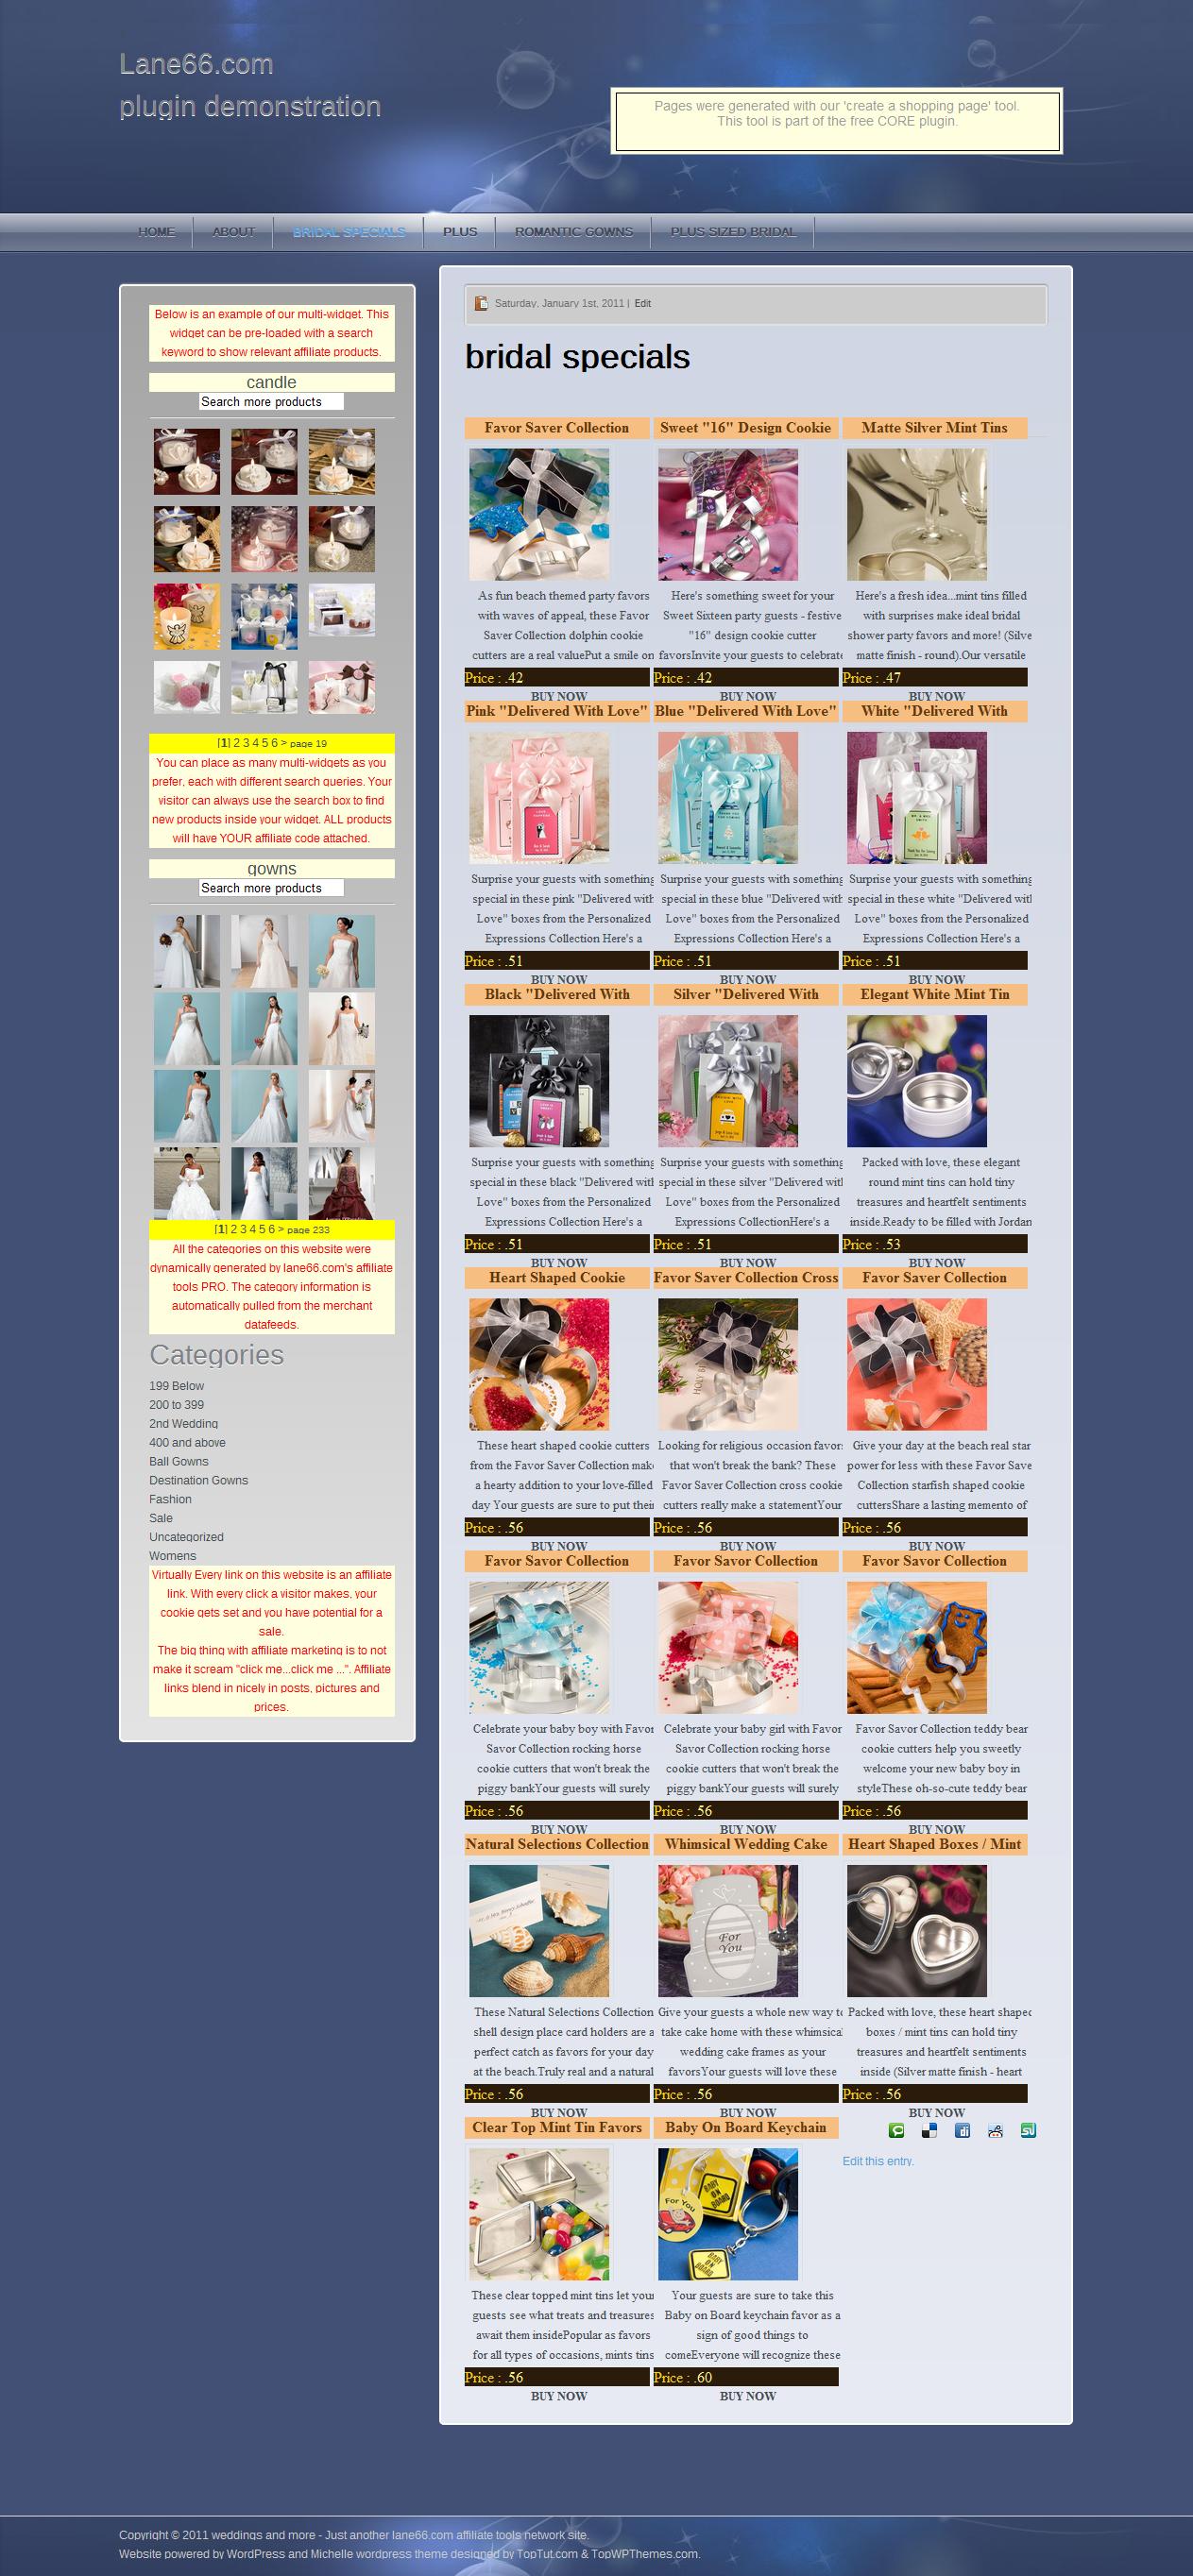 Lane66.com
plugin demonstration
Pages were generated with our 'create a shopping page' tool.
This tool is part of the free CORE plugin.
HOME
ABOUT
BRIDAL SPECIALS
PLUS
ROMANTIC GOWNS
PLUS SIZED BRIDAL
Below is an example of our multi-widget. This
widget can be pre-loaded with a search
keyword to show relevant affiliate products.
candle
Search more products
[1] 2 3 4 5 6 > page 19
You can place as many multi-widgets as you
prefer, each with different search queries. Your
visitor can always use the search box to find
new products inside your widget. ALL products
will have YOUR affiliate code attached.
gowns
Search more products
[1] 2 3 4 5 6 > page 233
All the categories on this website were
dynamically generated by lane66.com's affiliate
tools PRO. The category information is
automatically pulled from the merchant
datafeeds.
Categories
199 Below
200 to 399
2nd Wedding
400 and above
Ball Gowns
Destination Gowns
Fashion
Sale
Uncategorized
Womens
Virtually Every link on this website is an affiliate
link. With every click a visitor makes, your
cookie gets set and you have potential for a
sale.
The big thing with affiliate marketing is to not
make it scream "click me...click me ...". Affiliate
links blend in nicely in posts, pictures and
prices.
Saturday, January 1st, 2011 | Edit
bridal specials
Favor Saver Collection
As fun beach themed party favors
with waves of appeal, these Favor
Saver Collection dolphin cookie
cutters are a real valuePut a smile on
Price : .42
BUY NOW
Sweet "16" Design Cookie
Here's something sweet for your
Sweet Sixteen party guests - festive
"16" design cookie cutter
favorsInvite your guests to celebrate
Price : .42
BUY NOW
Matte Silver Mint Tins
Here's a fresh idea...mint tins filled
with surprises make ideal bridal
shower party favors and more! (Silve
matte finish - round).Our versatile
Price : .47
BUY NOW
Pink "Delivered With Love"
Surprise your guests with something
special in these pink "Delivered with
Love" boxes from the Personalized
Expressions Collection Here's a
Price : .51
BUY NOW
Blue "Delivered With Love"
Surprise your guests with something
special in these blue "Delivered with
Love" boxes from the Personalized
Expressions Collection Here's a
Price : .51
BUY NOW
White "Delivered With
Surprise your guests with something
special in these white "Delivered wit
Love" boxes from the Personalized
Expressions Collection Here's a
Price : .51
BUY NOW
Black "Delivered With
Surprise your guests with something
special in these black "Delivered wit
Love" boxes from the Personalized
Expressions Collection Here's a
Price : .51
BUY NOW
Silver "Delivered With
Surprise your guests with something
special in these silver "Delivered wit
Love" boxes from the Personalized
Expressions CollectionHere's a
Price : .51
BUY NOW
Elegant White Mint Tin
Packed with love, these elegant
round mint tins can hold tiny
treasures and heartfelt sentiments
inside.Ready to be filled with Jordan
Price : .53
BUY NOW
Heart Shaped Cookie
These heart shaped cookie cutters
from the Favor Saver Collection make
a hearty addition to your love-filled
day Your guests are sure to put their
Price : .56
BUY NOW
Favor Saver Collection Cross
Looking for religious occasion favors
that won't break the bank? These
Favor Saver Collection cross cookie
cutters really make a statementYour
Price : .56
BUY NOW
Favor Saver Collection
Give your day at the beach real star
power for less with these Favor Save
Collection starfish shaped cookie
cuttersShare a lasting memento of
Price : .56
BUY NOW
Favor Savor Collection
Celebrate your baby boy with Favor
Savor Collection rocking horse
cookie cutters that won't break the
piggy bankYour guests will surely
Price : .56
BUY NOW
Favor Savor Collection
Celebrate your baby girl with Favor
Savor Collection rocking horse
cookie cutters that won't break the
piggy bankYour guests will surely
Price : .56
BUY NOW
Favor Savor Collection
Favor Savor Collection teddy bear
cookie cutters help you sweetly
welcome your new baby boy in
styleThese oh-so-cute teddy bear
Price : .56
BUY NOW
Natural Selections Collection
These Natural Selections Collection
shell design place card holders are a
perfect catch as favors for your day
at the beach.Truly real and a natural
Price : .56
BUY NOW
Whimsical Wedding Cake
For
You
Give your guests a whole new way to
take cake home with these whimsical
wedding cake frames as your
favorsYour guests will love these
Price : .56
BUY NOW
Heart Shaped Boxes / Mint
Packed with love, these heart shaped
boxes / mint tins can hold tiny
treasures and heartfelt sentiments
inside (Silver matte finish - heart
Price : .56
BUY NOW
Clear Top Mint Tin Favors
These clear topped mint tins let your
guests see what treats and treasures
await them insidePopular as favors
for all types of occasions, mints tins
Price : .56
BUY NOW
Baby On Board Keychain
For You
BABY ON BOARD
BABY ON BOARD
Your guests are sure to take this
Baby on Board keychain favor as a
sign of good things to
comeEveryone will recognize these
Price : .60
BUY NOW
Edit this entry.
Copyright © 2011 weddings and more - Just another lane66.com affiliate tools network site.
Website powered by WordPress and Michelle wordpress theme designed by TopTut.com & TopWPThemes.com.